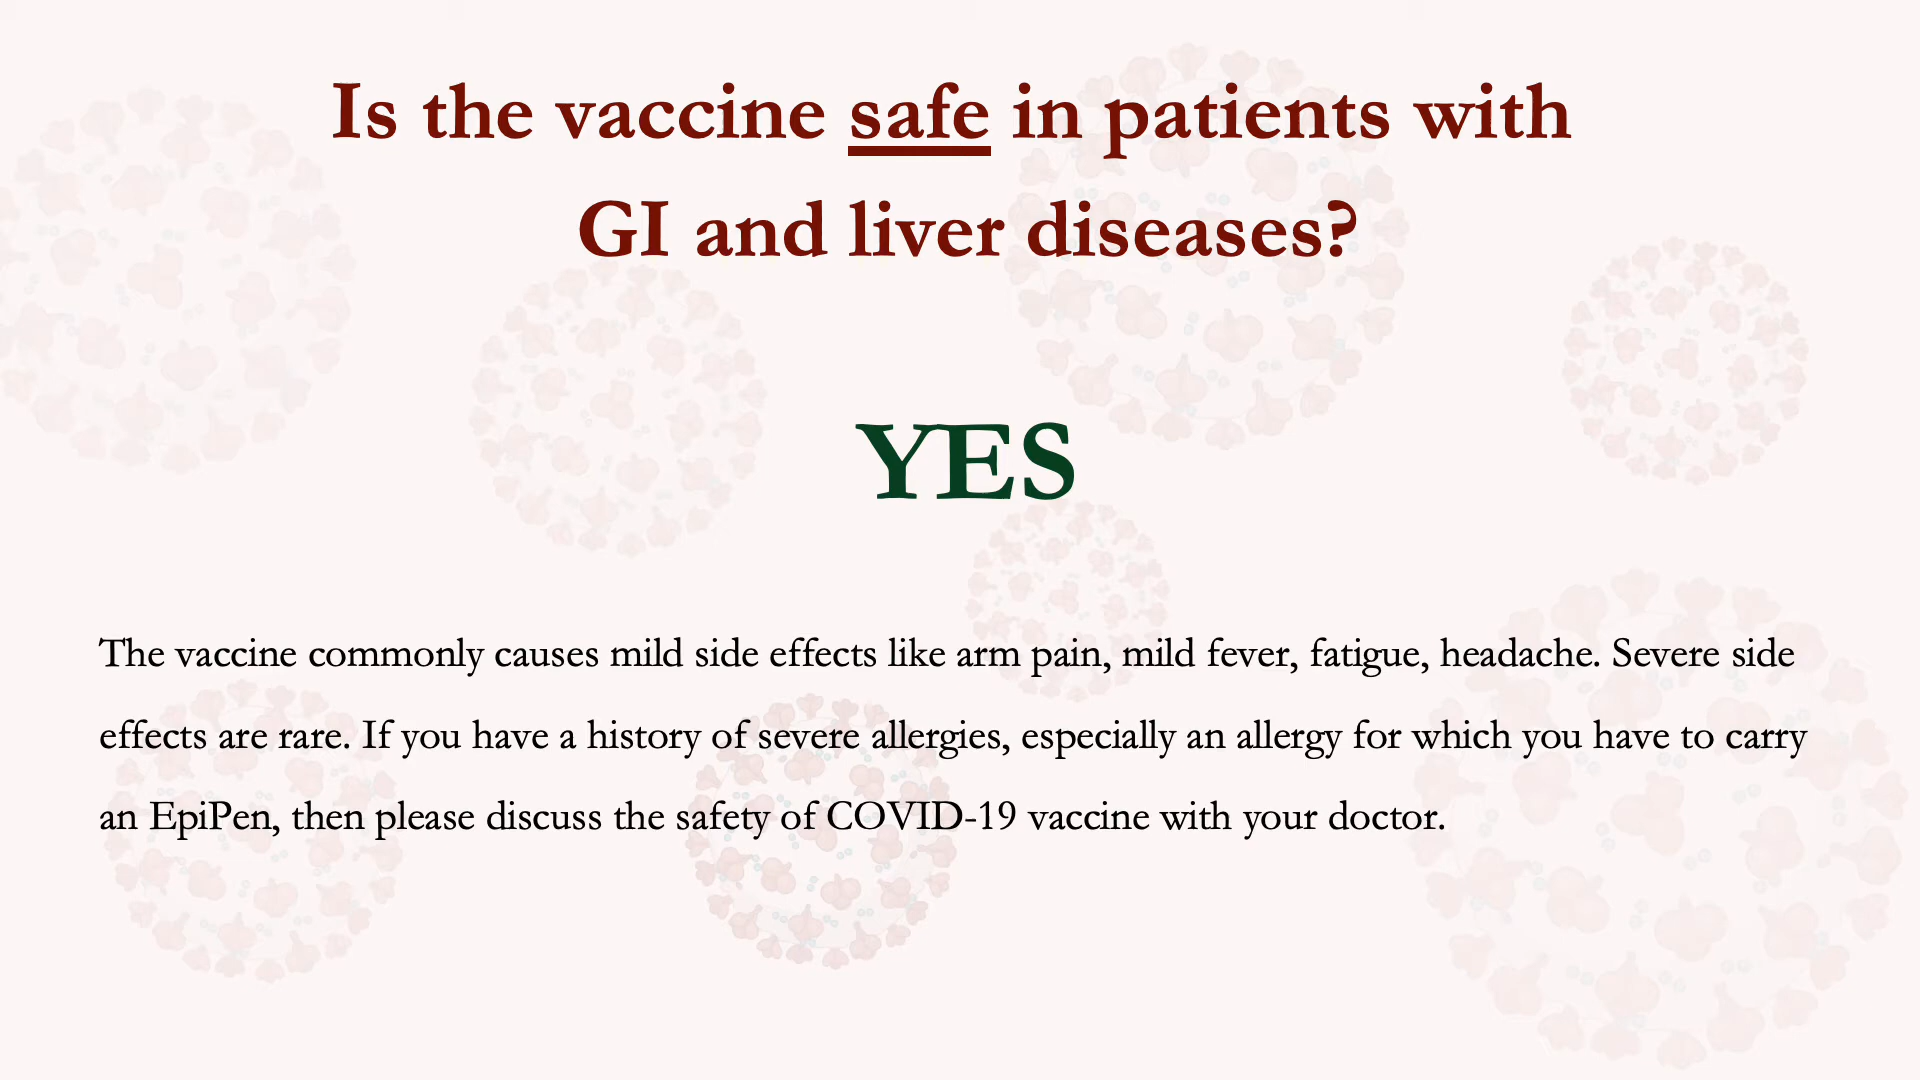 Is the vaccine safe in patients with
GI and liver diseases?
YES
The vaccine commonly causes mild side effects like arm pain, mild fever, fatigue, headache. Severe side
effects are rare. If you have a history of severe allergies, especially an allergy for which you have to carry
an EpiPen, then please discuss the safety of COVID-19 vaccine with your doctor.